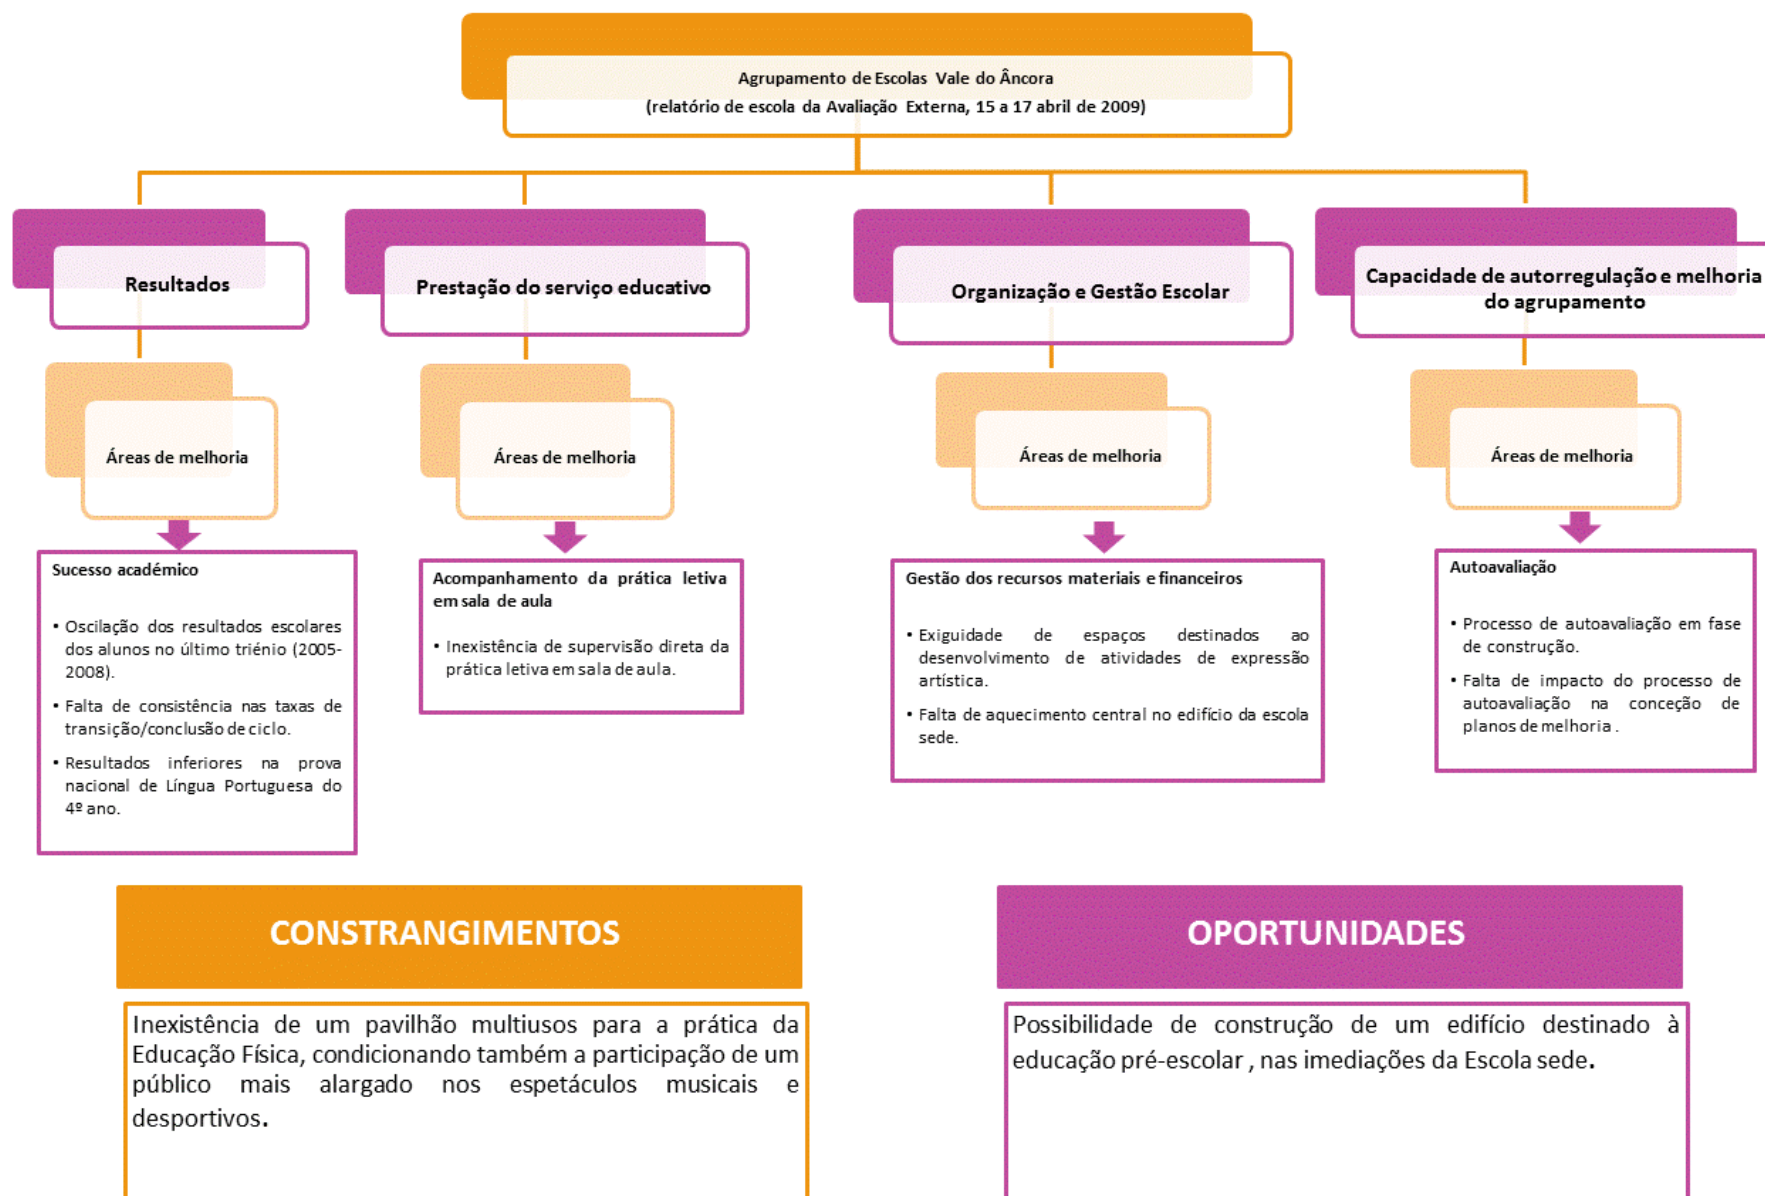 Agrupamento de Escolas Vale do Âncora
(relatório de escola da Avaliação Externa, 15 a 17 abril de 2009)
Resultados
Prestação do serviço educativo
Organização e Gestão Escolar
Capacidade de autorregulação e melhoria
do agrupamento
Áreas de melhoria
Áreas de melhoria
Áreas de melhoria
Áreas de melhoria
Sucesso académico
• Oscilação dos resultados escolares
dos alunos no último triénio (2005-
2008).
• Falta de consistência nas taxas de
transição/conclusão de ciclo.
• Resultados inferiores na prova
nacional de Língua Portuguesa do
4º ano.
Acompanhamento da prática letiva
em sala de aula
• Inexistência de supervisão direta da
prática letiva em sala de aula.
Gestão dos recursos materiais e financeiros
• Exiguidade de espaços destinados ao
desenvolvimento de atividades de expressão
artística.
• Falta de aquecimento central no edifício da escola
sede.
Autoavaliação
• Processo de autoavaliação em fase
de construção.
• Falta de impacto do processo de
autoavaliação na conceção de
planos de melhoria .
CONSTRANGIMENTOS
Inexistência de um pavilhão multiusos para a prática da
Educação Física, condicionando também a participação de um
público mais alargado nos espetáculos musicais e
desportivos.
OPORTUNIDADES
Possibilidade de construção de um edifício destinado à
educação pré-escolar , nas imediações da Escola sede.